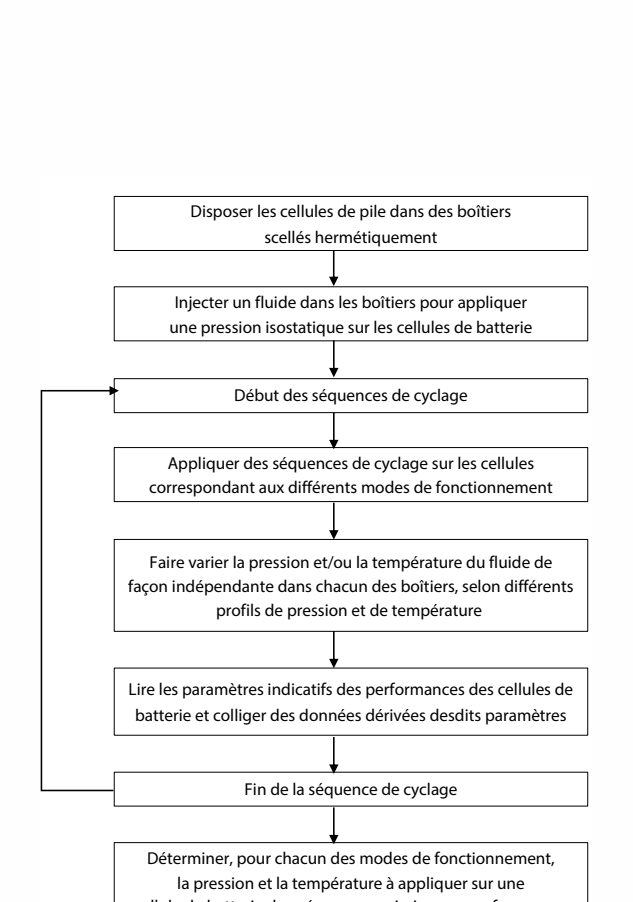 Disposer les cellules de pile dans des boîtiers
scellés hermétiquement
Injecter un fluide dans les boîtiers pour appliquer
une pression isostatique sur les cellules de batterie
Début des séquences de cyclage
Appliquer des séquences de cyclage sur les cellules
correspondant aux différents modes de fonctionnement
Faire varier la pression et/ou la température du fluide de
façon indépendante dans chacun des boîtiers, selon différents
profils de pression et de température
Lire les paramètres indicatifs des performances des cellules de
batterie et colliger des données dérivées desdits paramètres
Fin de la séquence de cyclage
Déterminer, pour chacun des modes de fonctionnement,
la pression et la température à appliquer sur une